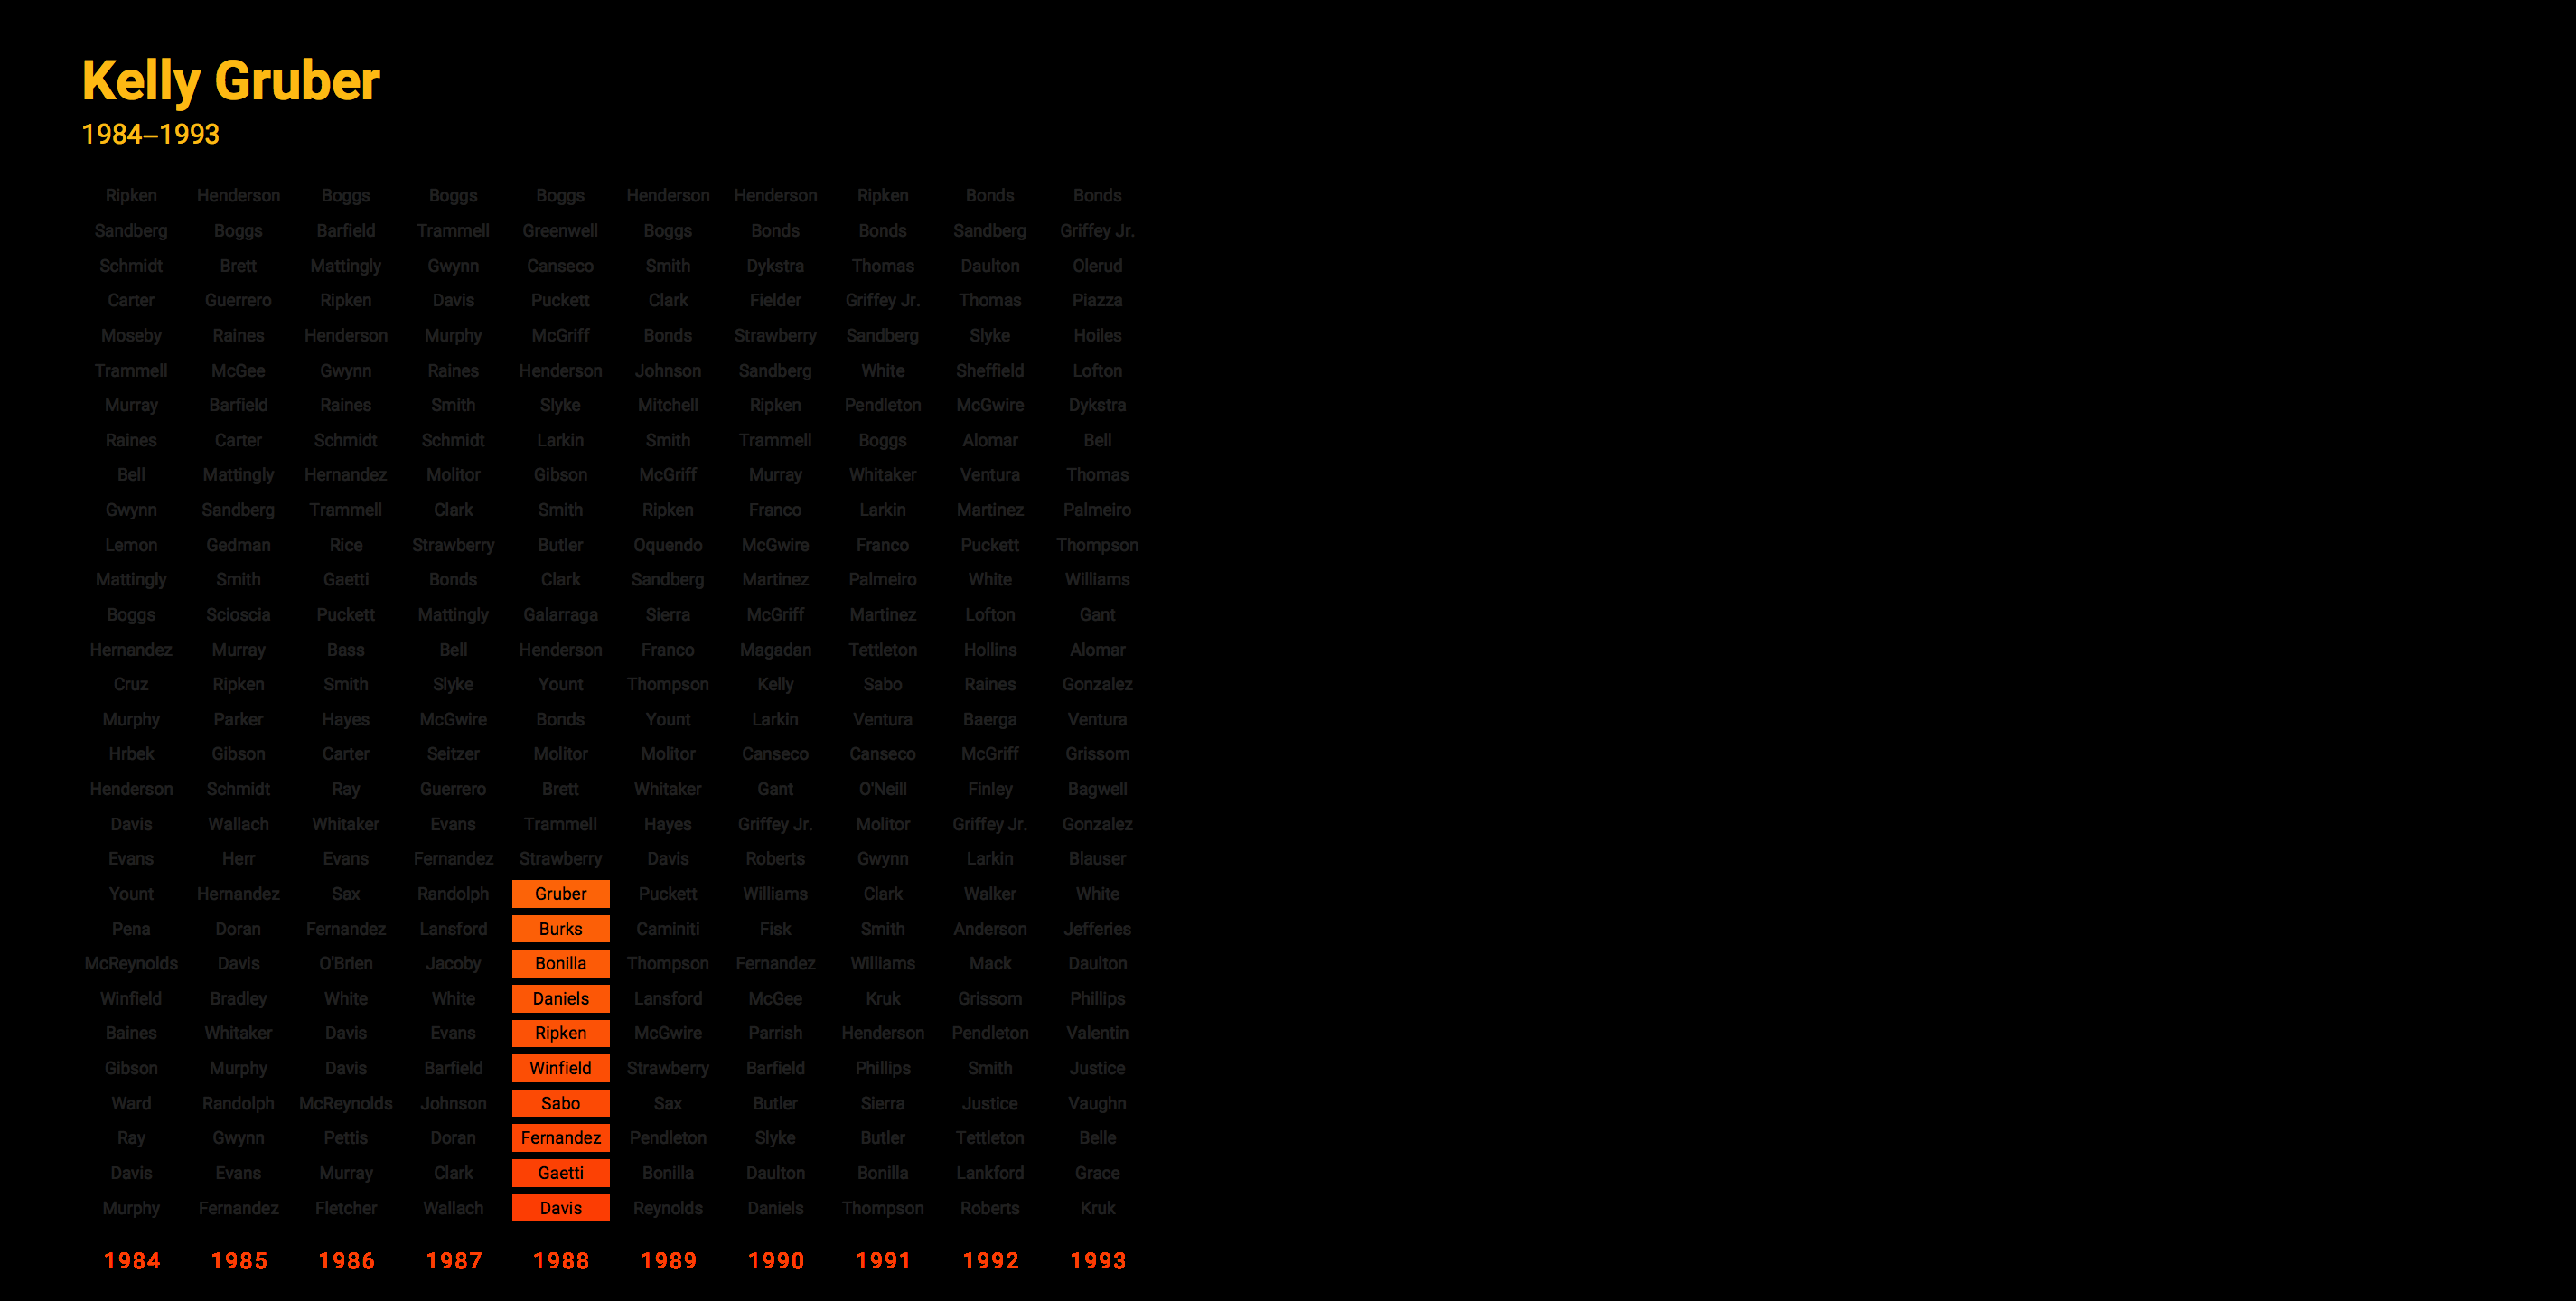 Kelly Gruber
1984–1993
Ripken Henderson Boggs Boggs Boggs Henderson Henderson Ripken Bonds Bonds
Sandberg Boggs Barfield Trammell Greenwell Boggs Bonds Bonds Sandberg Griffey Jr.
Schmidt Brett Mattingly Gwynn Canseco Smith Dykstra Thomas Daulton Olerud
Carter Guerrero Ripken Davis Puckett Clark Fielder Griffey Jr. Thomas Piazza
Moseby Raines Henderson Murphy McGriff Bonds Strawberry Sandberg Slyke Hoiles
Trammell McGee Gwynn Raines Henderson Johnson Sandberg White Sheffield Lofton
Murray Barfield Raines Smith Slyke Mitchell Ripken Pendleton McGwire Dykstra
Raines Carter Schmidt Schmidt Larkin Smith Trammell Boggs Alomar Bell
Bell Mattingly Hernandez Molitor Gibson McGriff Murray Whitaker Ventura Thomas
Gwynn Sandberg Trammell Clark Smith Ripken Franco Larkin Martinez Palmeiro
Lemon Gedman Rice Strawberry Butler Oquendo McGwire Franco Puckett Thompson
Mattingly Smith Gaetti Bonds Clark Sandberg Martinez Palmeiro White Williams
Boggs Scioscia Puckett Mattingly Galarraga Sierra McGriff Martinez Lofton Gant
Hernandez Murray Bass Bell Henderson Franco Magadan Tettleton Hollins Alomar
Cruz Ripken Smith Slyke Yount Thompson Kelly Sabo Raines Gonzalez
Murphy Parker Hayes McGwire Bonds Yount Larkin Ventura Baerga Ventura
Hrbek Gibson Carter Seitzer Molitor Molitor Canseco Canseco McGriff Grissom
Henderson Schmidt Ray Guerrero Brett Whitaker Gant O'Neill Finley Bagwell
Davis Wallach Whitaker Evans Trammell Hayes Griffey Jr. Molitor Griffey Jr. Gonzalez
Evans Herr Evans Fernandez Strawberry Davis Roberts Gwynn Larkin Blauser
Yount Hernandez Sax Randolph Gruber Puckett Williams Clark Walker White
Pena Doran Fernandez Lansford Burks Caminiti Fisk Smith Anderson Jefferies
McReynolds Davis O'Brien Jacoby Bonilla Thompson Fernandez Williams Mack Daulton
Winfield Bradley White White Daniels Lansford McGee Kruk Grissom Phillips
Baines Whitaker Davis Evans Ripken McGwire Parrish Henderson Pendleton Valentin
Gibson Murphy Davis Barfield Winfield Strawberry Barfield Phillips Smith Justice
Ward Randolph McReynolds Johnson Sabo Sax Butler Sierra Justice Vaughn
Ray Gwynn Pettis Doran Fernandez Pendleton Slyke Butler Tettleton Belle
Davis Evans Murray Clark Gaetti Bonilla Daulton Bonilla Lankford Grace
Murphy Fernandez Fletcher Wallach Davis Reynolds Daniels Thompson Roberts Kruk
1984 1985 1986 1987 1988 1989 1990 1991 1992 1993